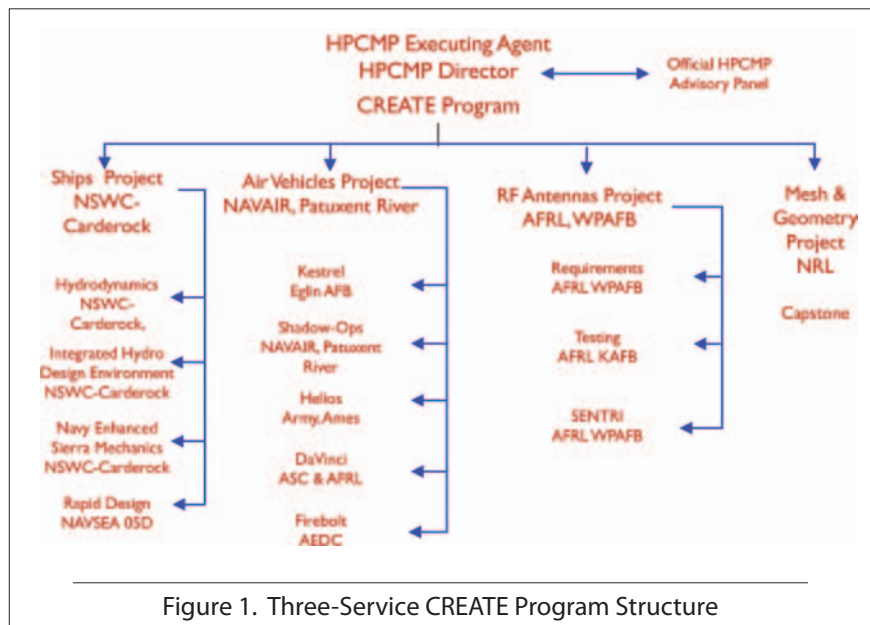 HPCMP Executing Agent
HPCMP Director
Official HPCMP
Advisory Panel
CREATE Program
Ships Project
NSWC-
Carderock
Hydrodynamics
NSWC-
Carderock,
Integrated Hydro
Design Environment
NSWC-Carderock
Navy Enhanced
Sierra Mechanics
NSWC-Carderock
Rapid Design
NAVSEA 05D
Air Vehicles Project
NAVAIR, Patuxent River
Kestrel
Eglin AFB
Shadow-Ops
NAVAIR, Patuxent
River
Helios
Army.Ames
DaVinci
ASC & AFRL
Firebolt
AEDC
RF Antennas Project
AFRL, WPAFB
Requirements
AFRL WPAFB
Testing
AFRL KAFB
SENTRI
AFRL WPAFB
Mesh &
Geometry
Project
NRL
Capstone
Figure 1. Three-Service CREATE Program Structure